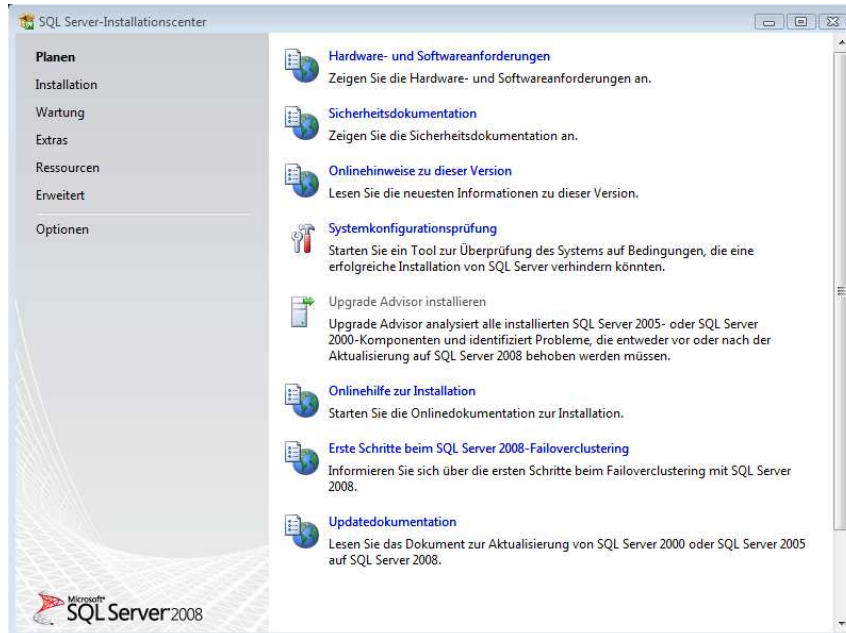 SQL Server-Installationscenter
Planen
Installation
Wartung
Extras
Ressourcen
Erweitert
Optionen
Hardware- und Softwareanforderungen
Zeigen Sie die Hardware- und Softwareanforderungen an.
Sicherheitsdokumentation
Zeigen Sie die Sicherheitsdokumentation an.
Onlinehinweise zu dieser Version
Lesen Sie die neuesten Informationen zu dieser Version.
Systemkonfigurationsprüfung
Starten Sie ein Tool zur Überprüfung des Systems auf Bedingungen, die eine
erfolgreiche Installation von SQL Server verhindern könnten.
Upgrade Advisor installieren
Upgrade Advisor analysiert alle installierten SQL Server 2005- oder SQL Server
2000-Komponenten und identifiziert Probleme, die entweder vor oder nach der
Aktualisierung auf SQL Server 2008 behoben werden müssen.
Onlinehilfe zur Installation
Starten Sie die Onlinedokumentation zur Installation.
Erste Schritte beim SQL Server 2008-Failoverclustering
Informieren Sie sich über die ersten Schritte beim Failoverclustering mit SQL Server
2008.
Updatedokumentation
Lesen Sie das Dokument zur Aktualisierung von SQL Server 2000 oder SQL Server 2005
auf SQL Server 2008.
Microsoft
SQL Server 2008